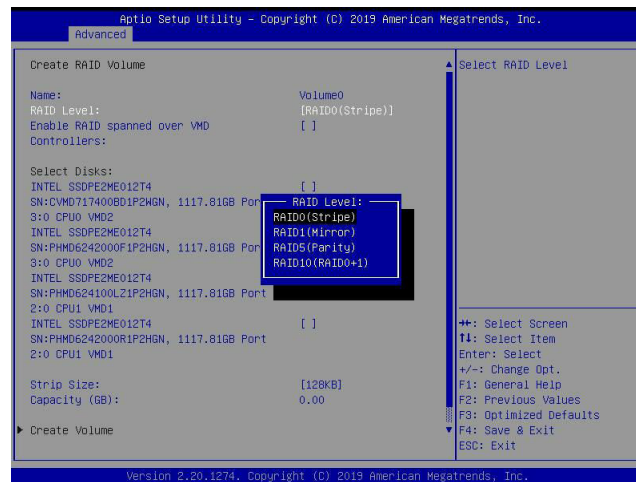 Aptio Setup Utility – Copyright (C) 2019 American Megatrends, Inc.
Advanced
Create RAID Volume
Select RAID Level
Name: Volume0
RAID Level: [RAID0(Stripe)]
Enable RAID spanned over VMD [ ]
Controllers:
Select Disks:
INTEL SSDPE2ME012T4 [ ]
SN:CVMD717400BD1P2WGN, 1117.81GB Por
3:0 CPU0 VMD2
INTEL SSDPE2ME012T4
SN:PHMD6242000F1P2HGN, 1117.81GB Por
3:0 CPU0 VMD2
INTEL SSDPE2ME012T4
SN:PHMD624100LZ1P2HGN, 1117.81GB Port
2:0 CPU1 VMD1
INTEL SSDPE2ME012T4 [ ]
SN:PHMD6242000R1P2HGN, 1117.81GB Port
2:0 CPU1 VMD1
Strip Size: [128KB]
Capacity (GB): 0.00
Create Volume
RAID Level:
RAID0(Stripe)
RAID1(Mirror)
RAID5(Parity)
RAID10(RAID0+1)
→←: Select Screen
↑↓: Select Item
Enter: Select
+/-: Change Opt.
F1: General Help
F2: Previous Values
F3: Optimized Defaults
F4: Save & Exit
ESC: Exit
Version 2.20.1274. Copyright (C) 2019 American Megatrends, Inc.